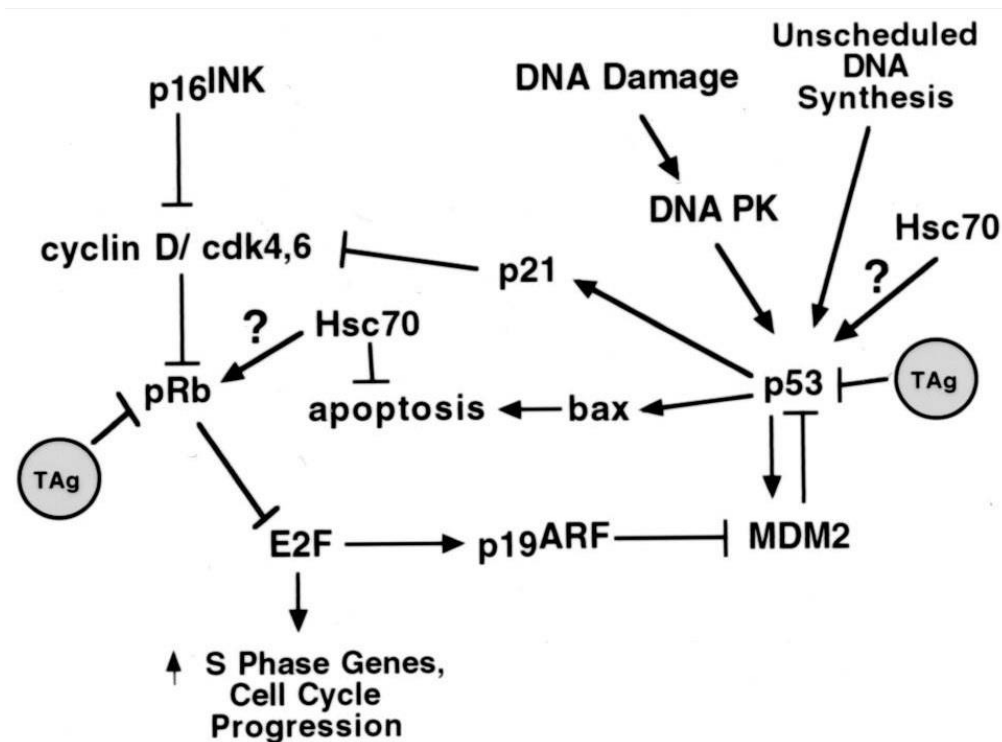 Unscheduled
DNA
Synthesis
p16INK
DNA Damage
DNA PK
Hsc70
cyclin D/ cdk4,6
p21
?
?
Hsc70
pRb
p53
TAg
apoptosis
bax
TAg
E2F
p19ARF
MDM2
S Phase Genes,
Cell Cycle
Progression